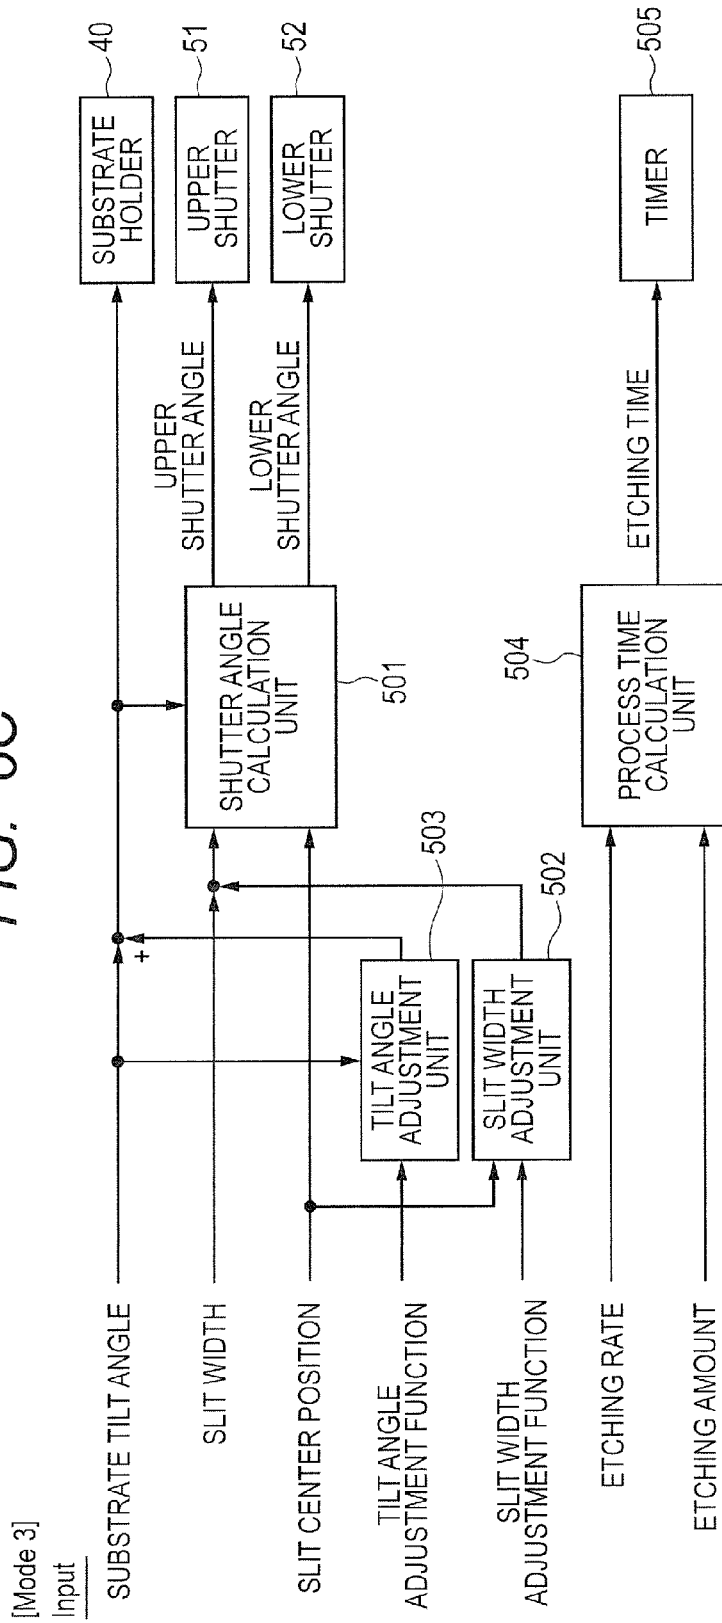 FIG.
[Mode 3]
Input
SUBSTRATE TILT ANGLE
SLIT WIDTH
SLIT CENTER POSITION
TILT ANGLE
ADJUSTMENT FUNCTION
SLIT WIDTH
ADJUSTMENT FUNCTION
ETCHING RATE
ETCHING AMOUNT
+
TILT ANGLE
ADJUSTMENT
UNIT
503
SLIT WIDTH
ADJUSTMENT
UNIT
502
SHUTTER ANGLE
CALCULATION
UNIT
501
PROCESS TIME
CALCULATION
UNIT
504
UPPER
SHUTTER ANGLE
LOWER
SHUTTER ANGLE
ETCHING TIME
SUBSTRATE
HOLDER
40
UPPER
SHUTTER
51
LOWER
SHUTTER
52
TIMER
505